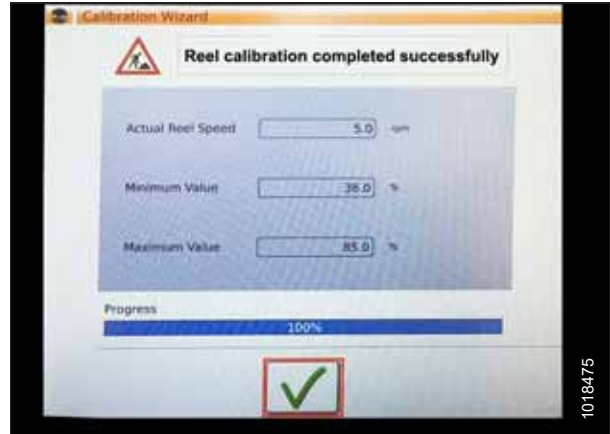 Calibration Wizard
Reel calibration completed successfully
Actual Reel Speed 5.0 rpm
Minimum Value 36.0 %
Maximum Value 85.0 %
Progress
100%
1018475